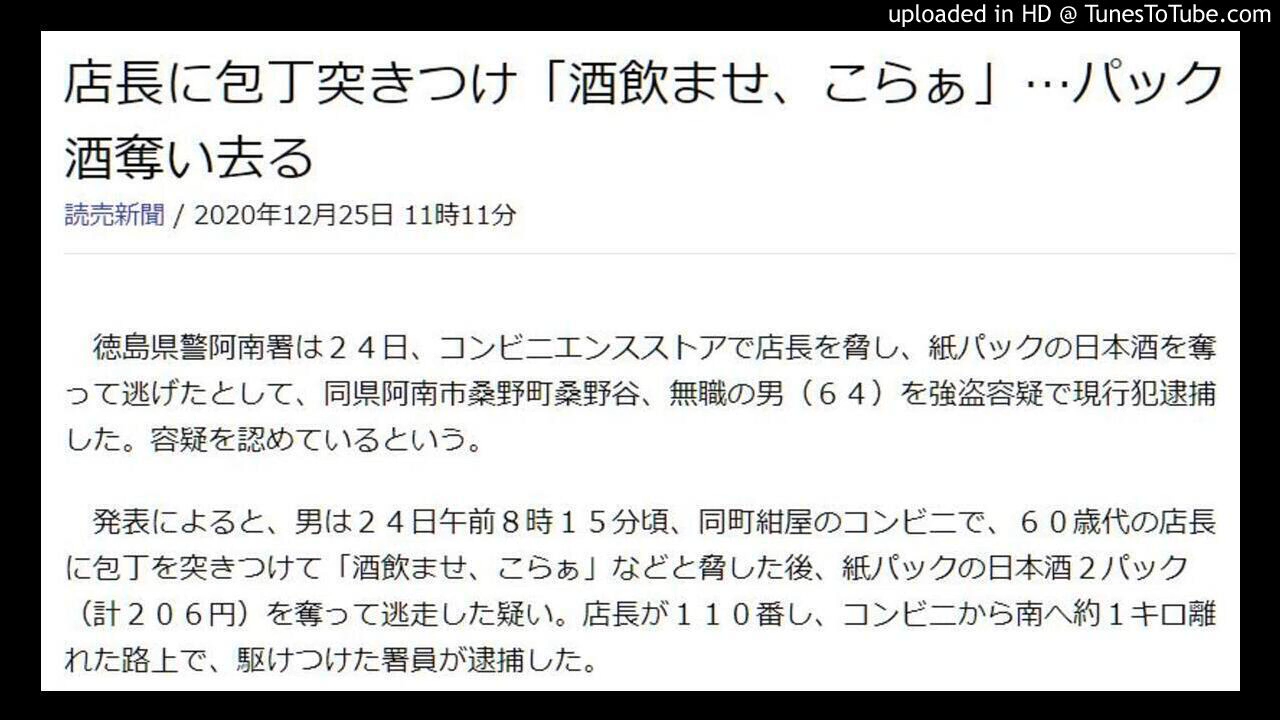 uploaded in HD @ TunesToTube.com
店長に包丁突きつけ「酒飲ませ、こらぁ」…パック
酒奪い去る
読売新聞 / 2020年12月25日 11時11分
　徳島県警阿南署は２４日、コンビニエンスストアで店長を脅し、紙パックの日本酒を奪
って逃げたとして、同県阿南市桑野町桑野谷、無職の男（６４）を強盗容疑で現行犯逮捕
した。容疑を認めているという。
　発表によると、男は２４日午前８時１５分頃、同町紺屋のコンビニで、６０歳代の店長
に包丁を突きつけて「酒飲ませ、こらぁ」などと脅した後、紙パックの日本酒２パック
（計２０６円）を奪って逃走した疑い。店長が１１０番し、コンビニから南へ約１キロ離
れた路上で、駆けつけた署員が逮捕した。